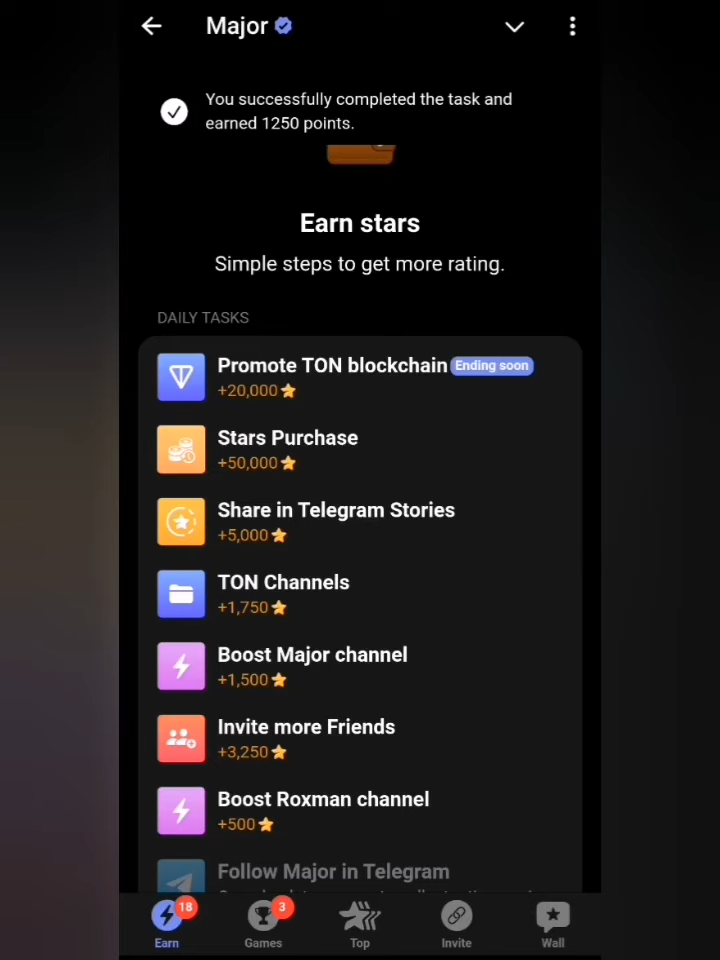 Major
You successfully completed the task and
earned 1250 points.
Earn stars
Simple steps to get more rating.
DAILY TASKS
Promote TON blockchain Ending soon
+20,000
Stars Purchase
+50,000
Share in Telegram Stories
+5,000
TON Channels
+1,750
Boost Major channel
+1,500
Invite more Friends
+3,250
Boost Roxman channel
+500
Follow Major in Telegram
18 3
Earn Games Top Invite Wall